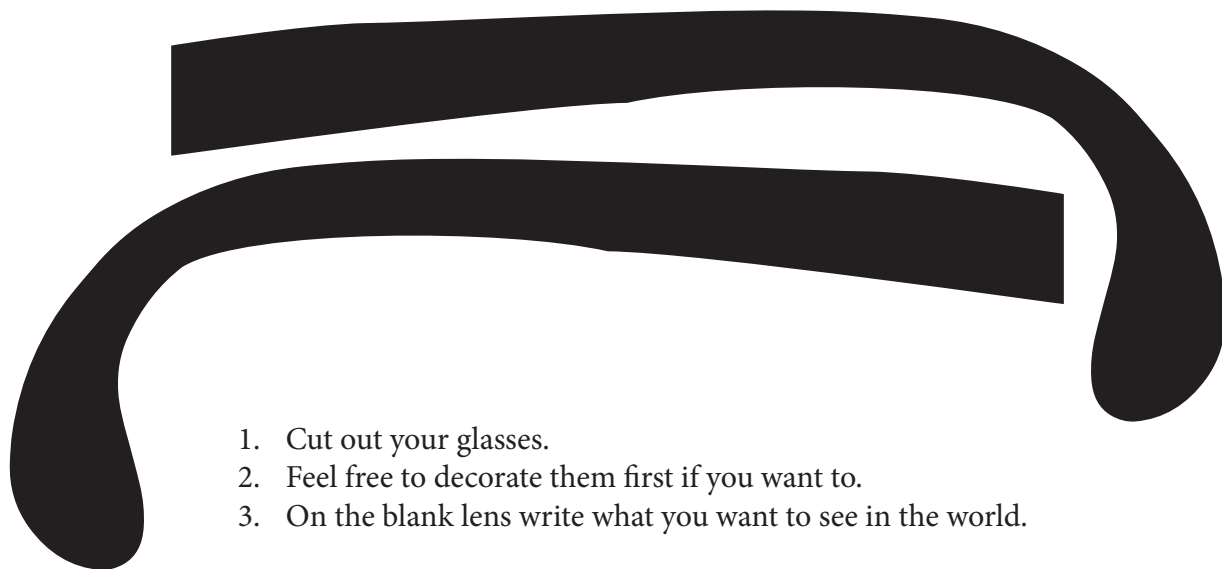 1. Cut out your glasses.
2. Feel free to decorate them first if you want to.
3. On the blank lens write what you want to see in the world.